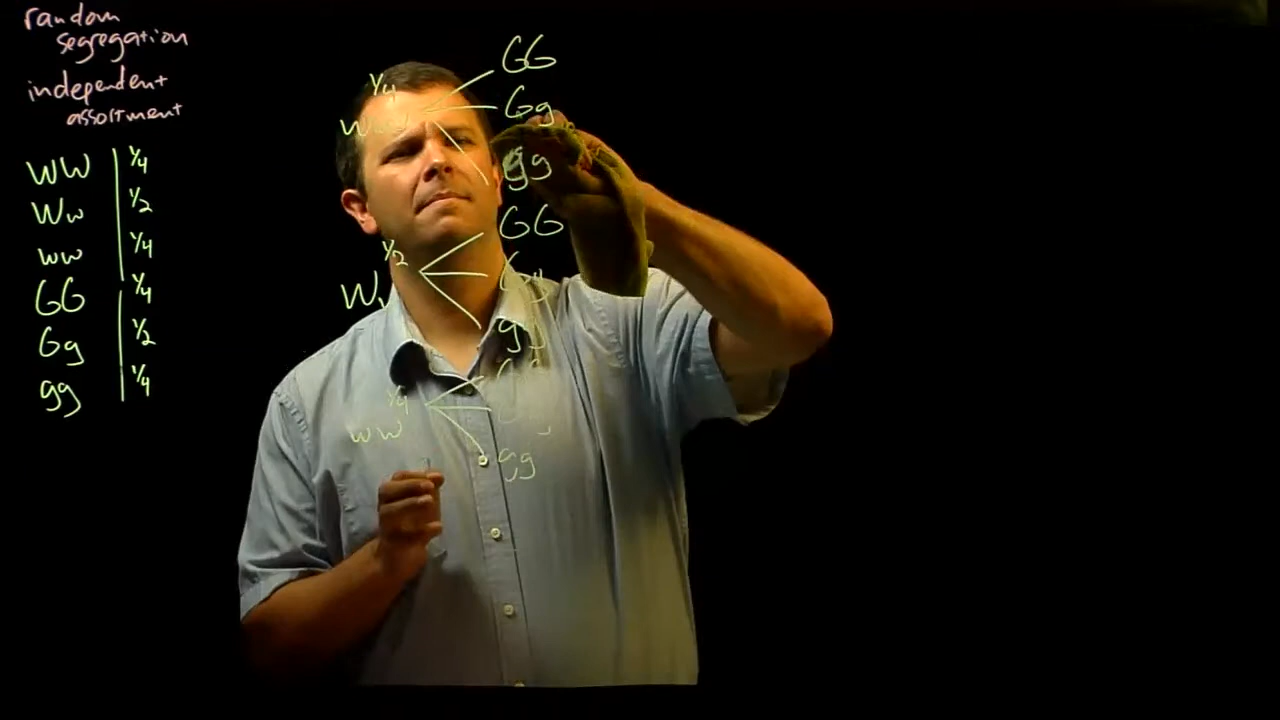 random
segregation
independent
assortment
WW 1/4
Ww 1/2
ww 1/4
GG 1/4
Gg 1/2
gg 1/4
1/4
WW
GG
Gg
gg
1/2
GG
gg
1/4
ww
gg